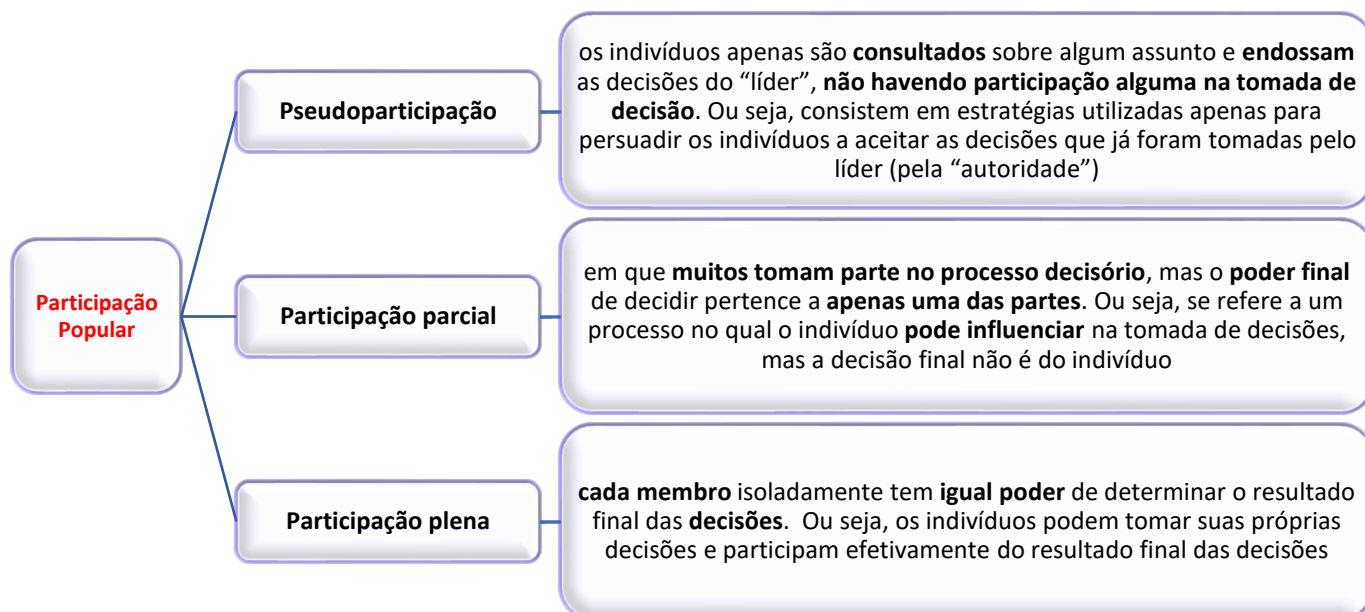 Participação
Popular
Pseudoparticipação
os indivíduos apenas são consultados sobre algum assunto e endossam
as decisões do “líder”, não havendo participação alguma na tomada de
decisão. Ou seja, consistem em estratégias utilizadas apenas para
persuadir os indivíduos a aceitar as decisões que já foram tomadas pelo
líder (pela “autoridade”)
Participação parcial
em que muitos tomam parte no processo decisório, mas o poder final
de decidir pertence a apenas uma das partes. Ou seja, se refere a um
processo no qual o indivíduo pode influenciar na tomada de decisões,
mas a decisão final não é do indivíduo
Participação plena
cada membro isoladamente tem igual poder de determinar o resultado
final das decisões. Ou seja, os indivíduos podem tomar suas próprias
decisões e participam efetivamente do resultado final das decisões